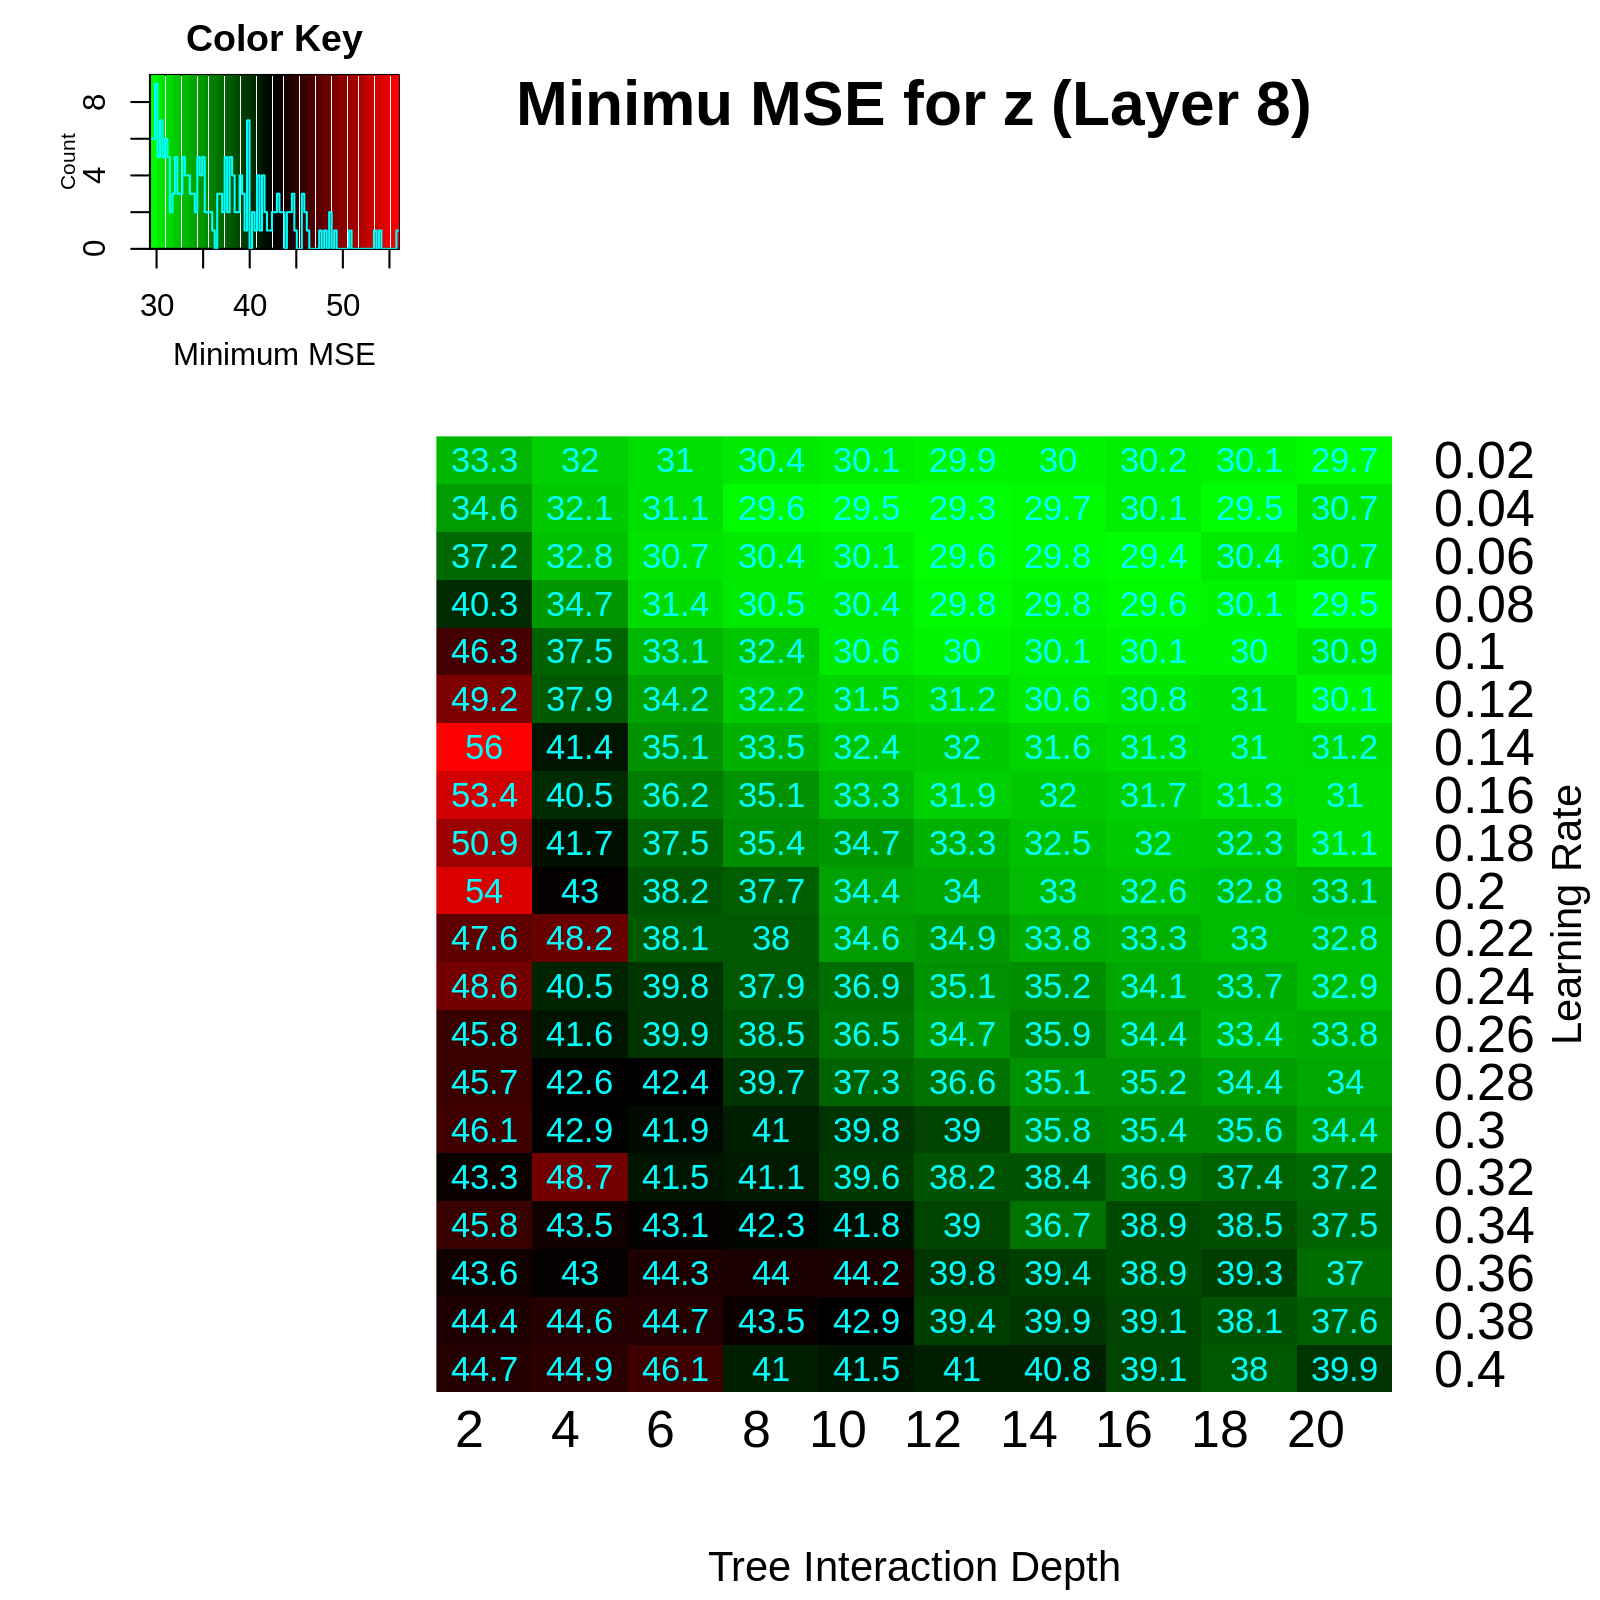 Color Key
Minimu MSE for z (Layer 8)
Count
0 4 8
30 40 50
Minimum MSE
33.3 32 31 30.4 30.1 29.9 30 30.2 30.1 29.7 0.02
34.6 32.1 31.1 29.6 29.5 29.3 29.7 30.1 29.5 30.7 0.04
37.2 32.8 30.7 30.4 30.1 29.6 29.8 29.4 30.4 30.7 0.06
40.3 34.7 31.4 30.5 30.4 29.8 29.8 29.6 30.1 29.5 0.08
46.3 37.5 33.1 32.4 30.6 30 30.1 30.1 30 30.9 0.1
49.2 37.9 34.2 32.2 31.5 31.2 30.6 30.8 31 30.1 0.12
56 41.4 35.1 33.5 32.4 32 31.6 31.3 31 31.2 0.14
53.4 40.5 36.2 35.1 33.3 31.9 32 31.7 31.3 31 0.16
50.9 41.7 37.5 35.4 34.7 33.3 32.5 32 32.3 31.1 0.18
54 43 38.2 37.7 34.4 34 33 32.6 32.8 33.1 0.2
47.6 48.2 38.1 38 34.6 34.9 33.8 33.3 33 32.8 0.22
48.6 40.5 39.8 37.9 36.9 35.1 35.2 34.1 33.7 32.9 0.24
45.8 41.6 39.9 38.5 36.5 34.7 35.9 34.4 33.4 33.8 0.26
45.7 42.6 42.4 39.7 37.3 36.6 35.1 35.2 34.4 34 0.28
46.1 42.9 41.9 41 39.8 39 35.8 35.4 35.6 34.4 0.3
43.3 48.7 41.5 41.1 39.6 38.2 38.4 36.9 37.4 37.2 0.32
45.8 43.5 43.1 42.3 41.8 39 36.7 38.9 38.5 37.5 0.34
43.6 43 44.3 44 44.2 39.8 39.4 38.9 39.3 37 0.36
44.4 44.6 44.7 43.5 42.9 39.4 39.9 39.1 38.1 37.6 0.38
44.7 44.9 46.1 41 41.5 41 40.8 39.1 38 39.9 0.4
Learning Rate
2 4 6 8 10 12 14 16 18 20
Tree Interaction Depth